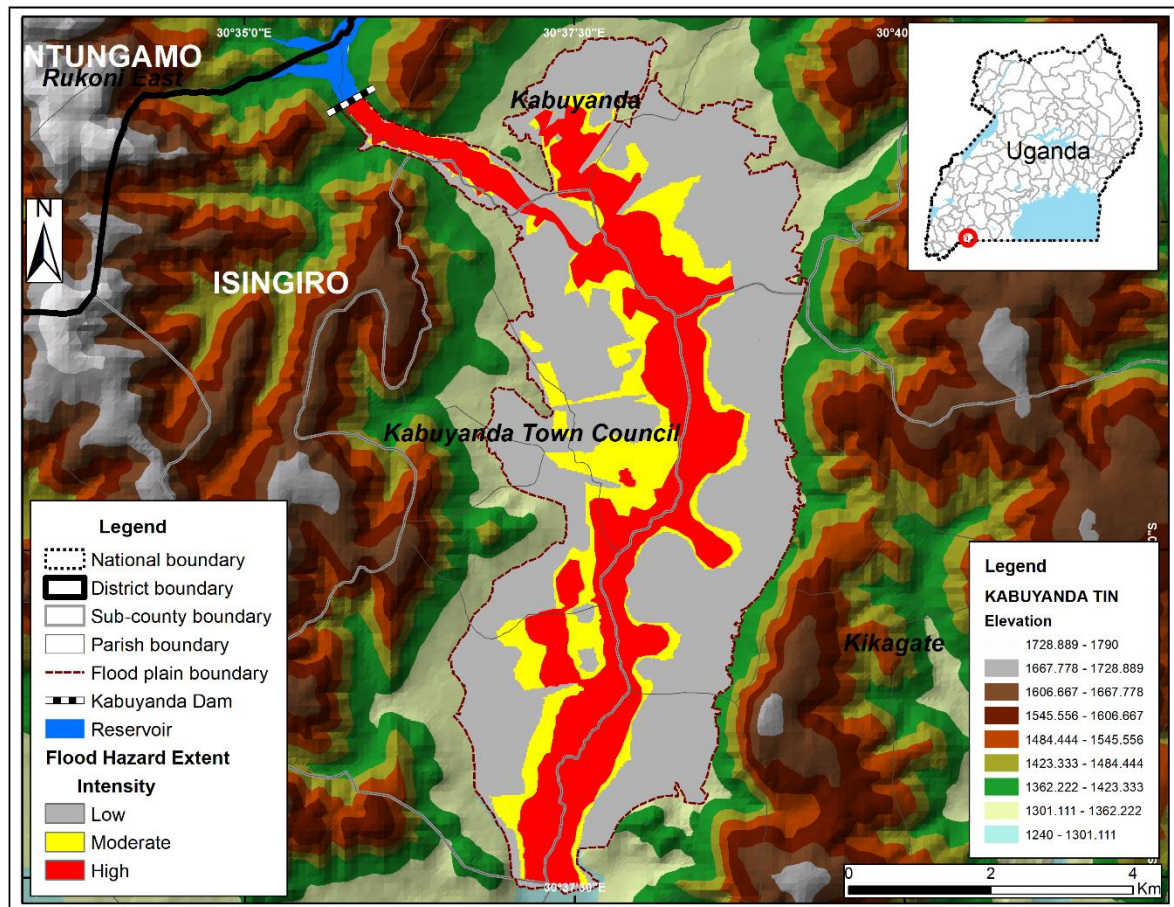 30°35'0"E
30°37'30"E
30°40
NTUNGAMO
Rukoni East
Kabuyanda
Uganda
N
ISINGIRO
Kabuyanda Town Council
Kikagate
Legend
National boundary
District boundary
Sub-county boundary
Parish boundary
Flood plain boundary
Kabuyanda Dam
Reservoir
Flood Hazard Extent
Intensity
Low
Moderate
High
Legend
KABUYANDA TIN
Elevation
1728.889 - 1790
1667.778 - 1728.889
1606.667 - 1667.778
1545.556 - 1606.667
1484.444 - 1545.556
1423.333 - 1484.444
1362.222 - 1423.333
1301.111 - 1362.222
1240 - 1301.111
30°37'30"E
0 2 4
Km